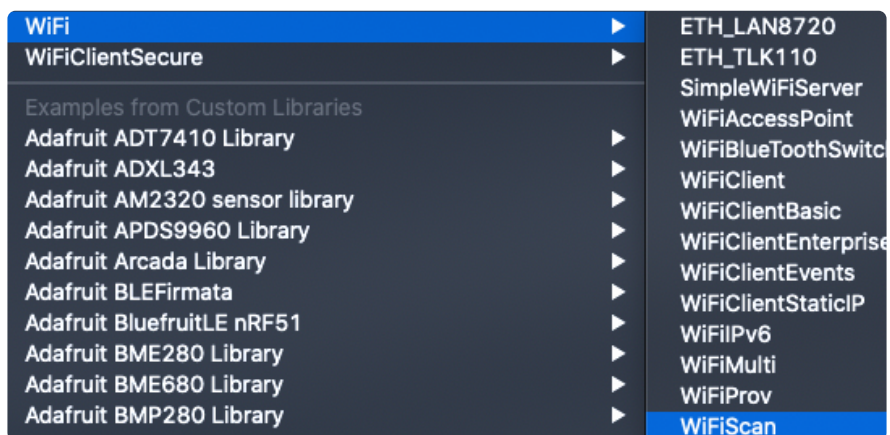 WiFi
WiFiClientSecure
Examples from Custom Libraries
Adafruit ADT7410 Library
Adafruit ADXL343
Adafruit AM2320 sensor library
Adafruit APDS9960 Library
Adafruit Arcada Library
Adafruit BLEFirmata
Adafruit BluefruitLE nRF51
Adafruit BME280 Library
Adafruit BME680 Library
Adafruit BMP280 Library
ETH_LAN8720
ETH_TLK110
SimpleWiFiServer
WiFiAccessPoint
WiFiBlueToothSwitc
WiFiClient
WiFiClientBasic
WiFiClientEnterprise
WiFiClientEvents
WiFiClientStaticIP
WiFiIPv6
WiFiMulti
WiFiProv
WiFiScan